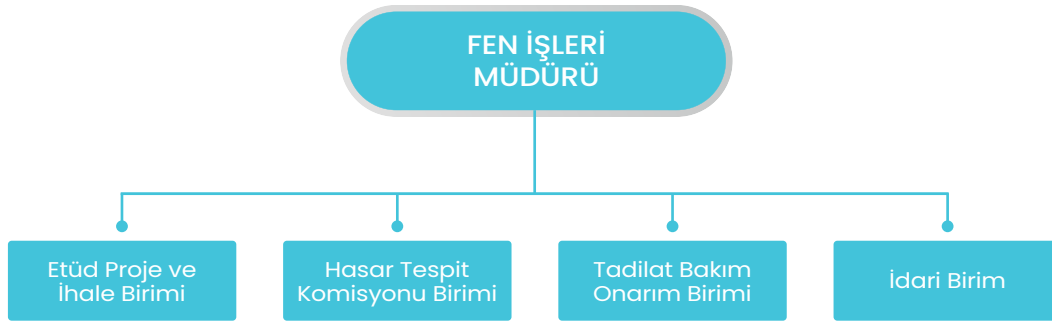 FEN İŞLERİ
MÜDÜRÜ
Etüd Proje ve
İhale Birimi
Hasar Tespit
Komisyonu Birimi
Tadilat Bakım
Onarım Birimi
İdari Birim